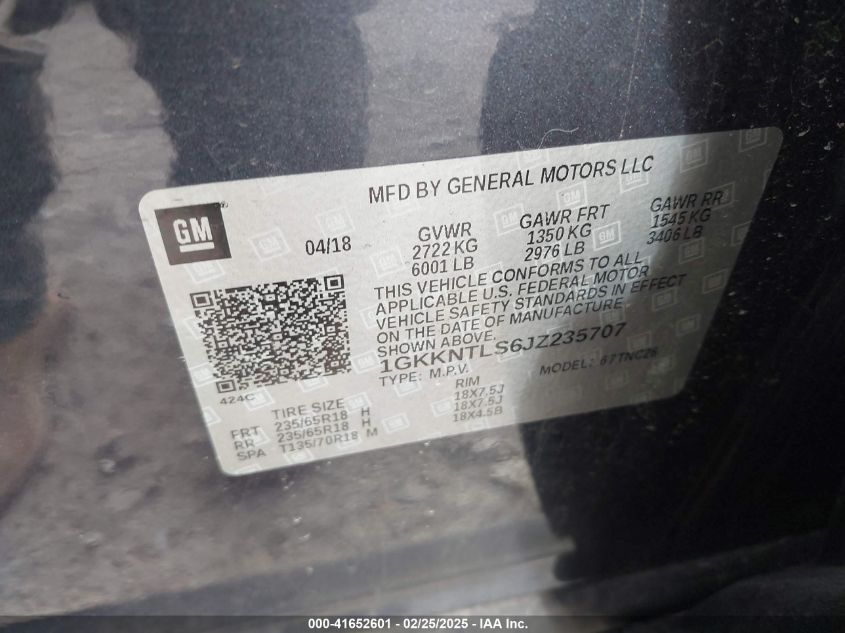 MFD BY GENERAL MOTORS LLC
GM
04/18
GVWR
2722 KG
6001 LB
GAWR FRT
1350 KG
2976 LB
GAWR RR
1545 KG
3406 LB
THIS VEHICLE CONFORMS TO ALL
APPLICABLE U.S. FEDERAL MOTOR
VEHICLE SAFETY STANDARDS IN EFFECT
ON THE DATE OF MANUFACTURE
SHOWN ABOVE.
1GKKNTLS6JZ235707
TYPE: M.P.V. MODEL: 67TNC26
424C
TIRE SIZE RIM
FRT 235/65R18 H 18X7.5J
RR 235/65R18 H 18X7.5J
SPA T135/70R18 M 18X4.5B
000-41652601 - 02/25/2025 - IAA Inc.